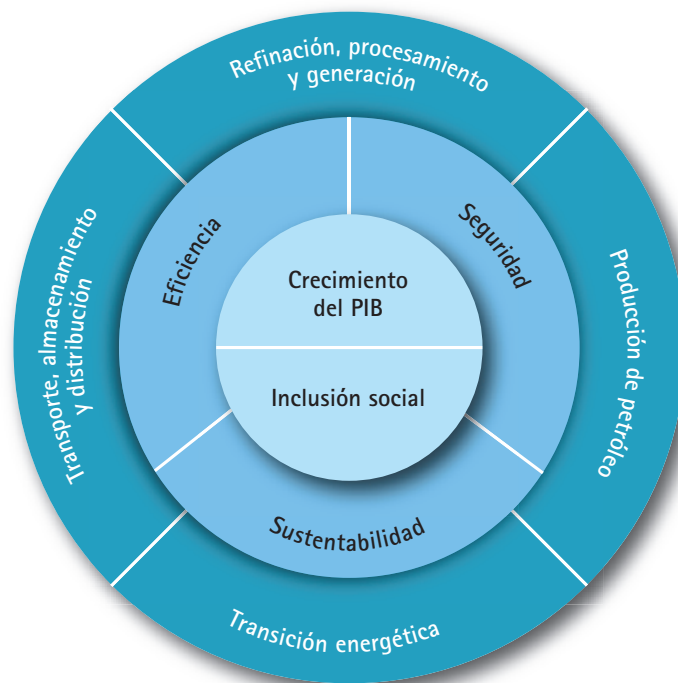 Refinación, procesamiento
y generación
Eficiencia
Seguridad
Crecimiento
del PIB
Inclusión social
Transporte, almacenamiento
y distribución
Producción de petróleo
Sustentabilidad
Transición energética